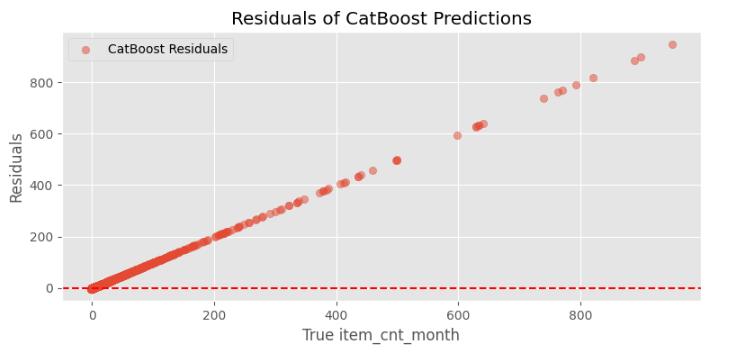 Residuals of CatBoost Predictions
CatBoost Residuals
Residuals
800
600
400
200
0
0 200 400 600 800
True item_cnt_month